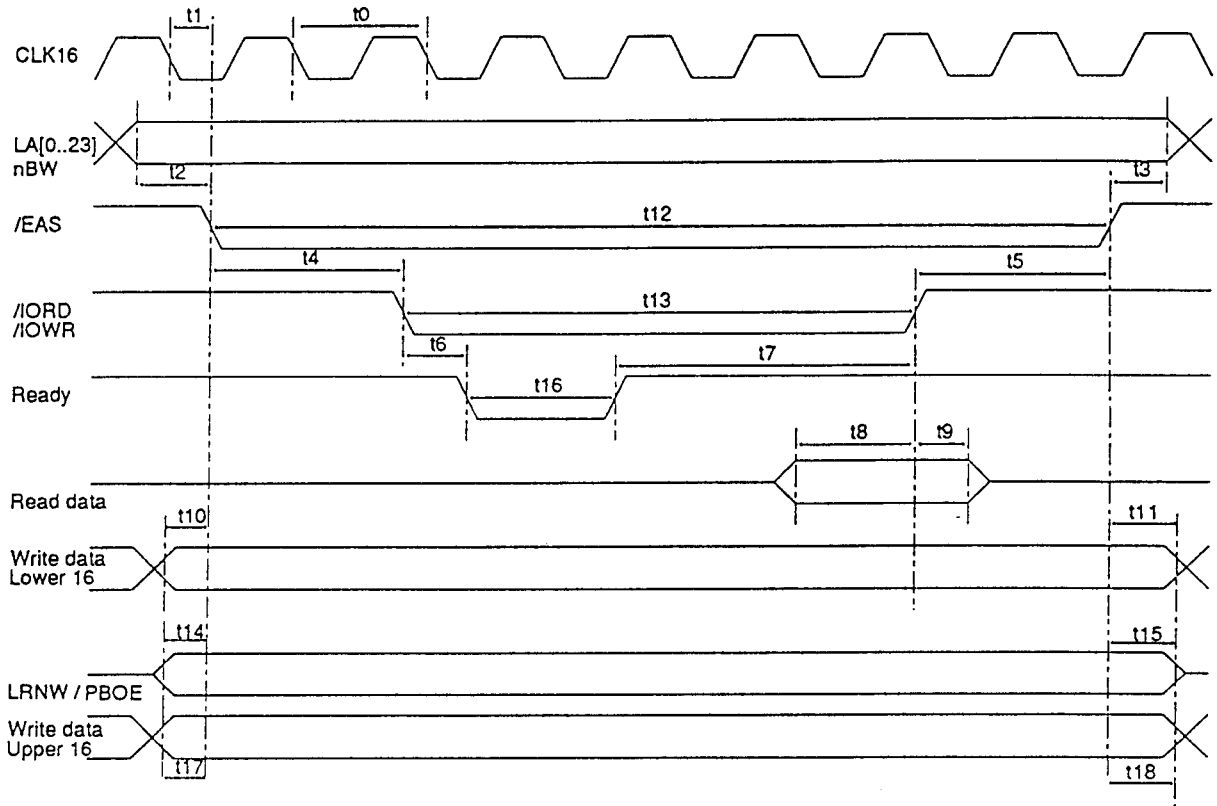 t1
t0
CLK16
LA[0..23]
nBW
t2
t3
/EAS
t12
t4
t5
/IORD
/IOWR
t13
t6
t7
Ready
t16
t8
t9
Read data
t10
t11
Write data
Lower 16
t14
t15
LRNW / PBOE
Write data
Upper 16
t17
t18